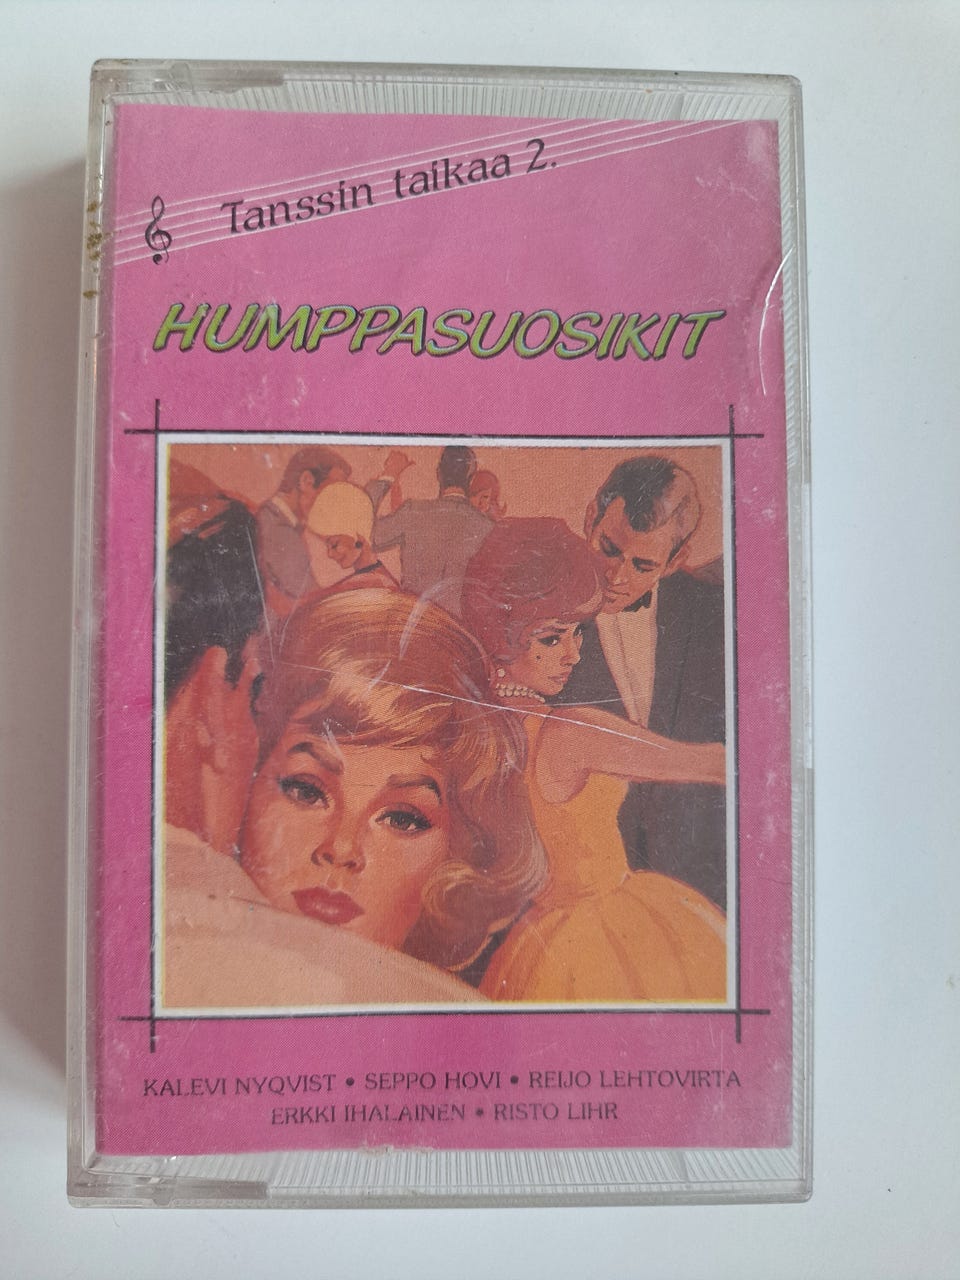 Tanssin taikaa 2.
HUMPPASUOSIKIT
KALEVI NYQVIST • SEPPO HOVI • REIJO LEHTOVIRTA
ERKKI IHALAINEN • RISTO LIHR